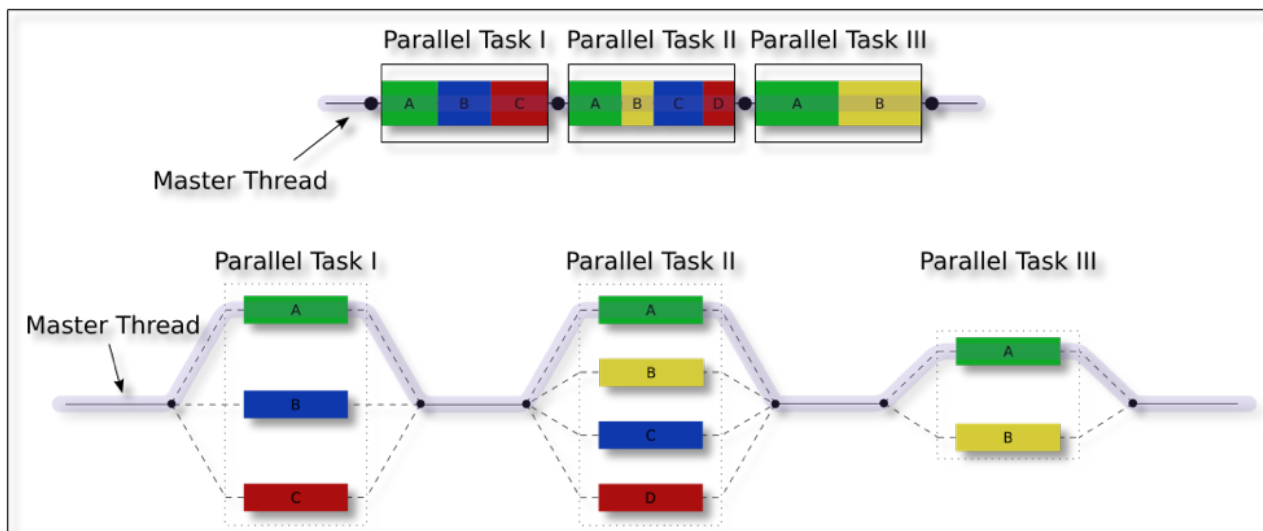 Parallel Task I Parallel Task II Parallel Task III
A B C A B C D A B
Master Thread
Parallel Task I Parallel Task II Parallel Task III
A A
Master Thread
B A
B C B
C D